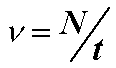 ν = N/t